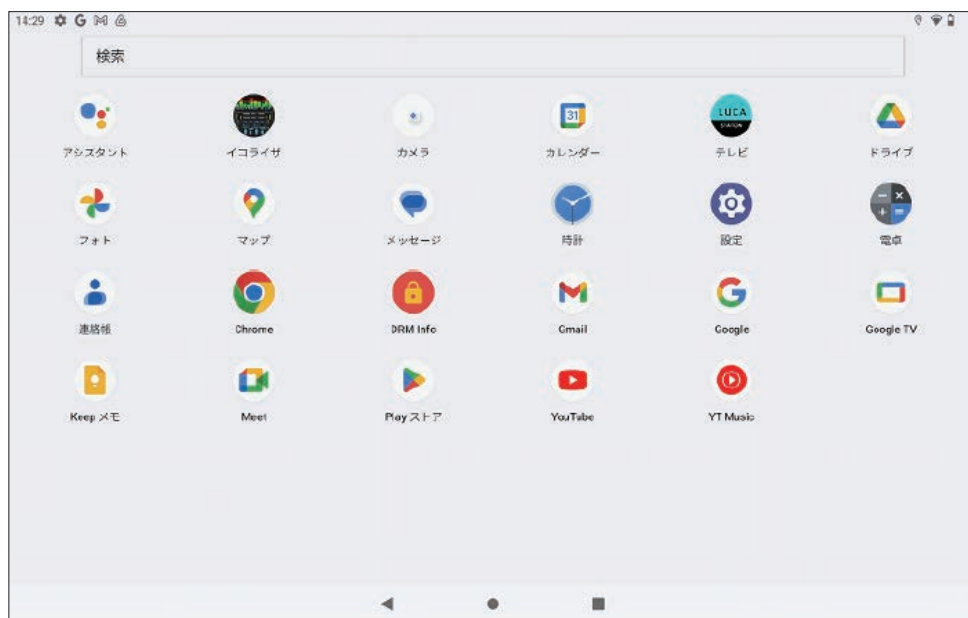 14:29
検索
アシスタント
イコライザ
カメラ
31
カレンダー
LUCA
STATION
テレビ
ドライブ
フォト
マップ
メッセージ
時計
設定
電卓
連絡帳
Chrome
DRM Info
Gmail
Google
Google TV
Keep メモ
Meet
Play ストア
YouTube
YT Music